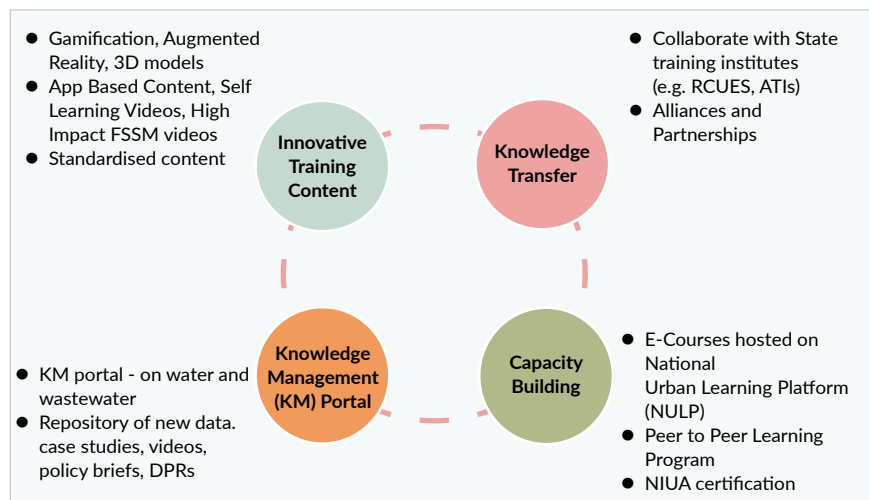 ● Gamification, Augmented
Reality, 3D models
● App Based Content, Self
Learning Videos, High
Impact FSSM videos
● Standardised content
Innovative
Training
Content
● Collaborate with State
training institutes
(e.g. RCUES, ATIs)
● Alliances and
Partnerships
Knowledge
Transfer
● KM portal - on water and
wastewater
● Repository of new data.
case studies, videos,
policy briefs, DPRs
Knowledge
Management
(KM) Portal
Capacity
Building
● E-Courses hosted on
National
Urban Learning Platform
(NULP)
● Peer to Peer Learning
Program
● NIUA certification